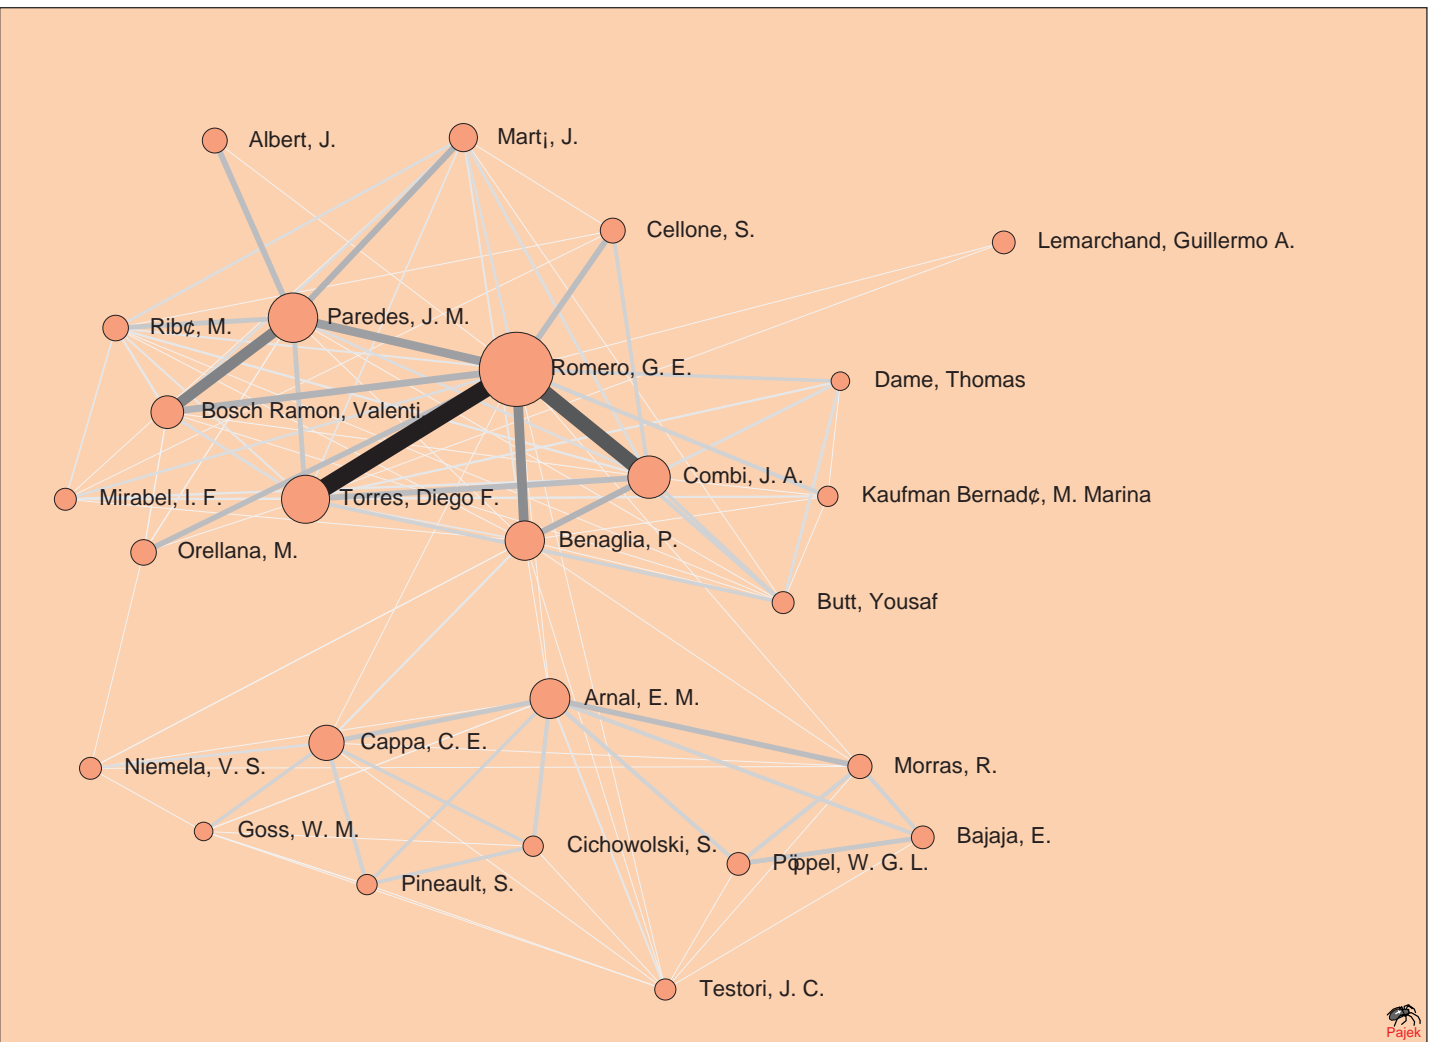 Albert, J.
Mart¡, J.
Cellone, S.
Lemarchand, Guillermo A.
Paredes, J. M.
Rib¢, M.
Romero, G. E.
Dame, Thomas
Bosch Ramon, Valenti
Combi, J. A.
Mirabel, I. F.
Torres, Diego F.
Kaufman Bernad¢, M. Marina
Benaglia, P.
Orellana, M.
Butt, Yousaf
Arnal, E. M.
Cappa, C. E.
Niemela, V. S.
Morras, R.
Goss, W. M.
Cichowolski, S.
Bajaja, E.
Pöppel, W. G. L.
Pineault, S.
Testori, J. C.
Pajek